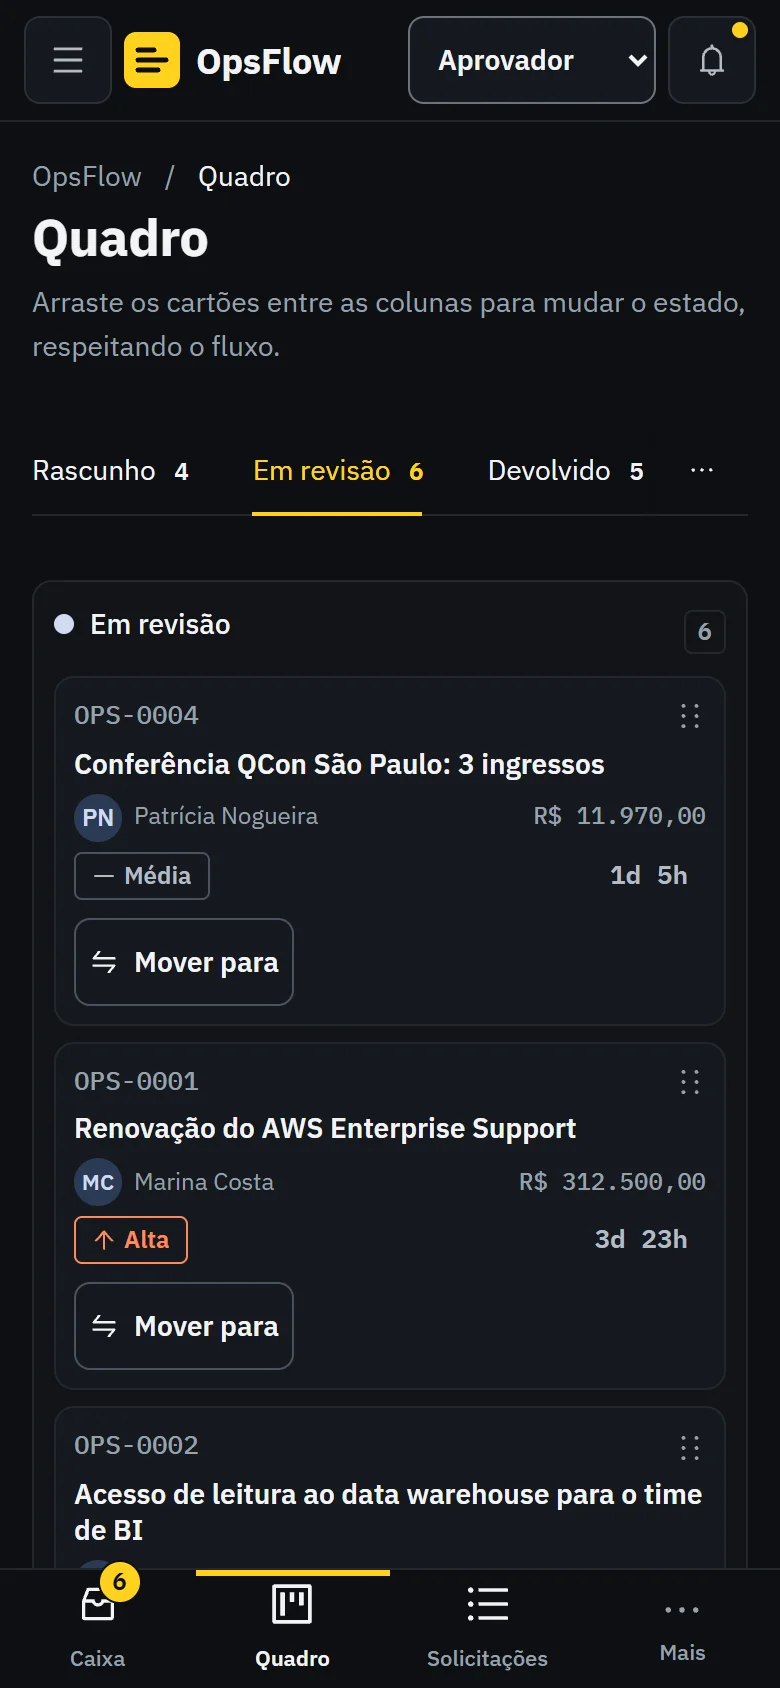 OpsFlow
Aprovador
OpsFlow / Quadro
Quadro
Arraste os cartões entre as colunas para mudar o estado,
respeitando o fluxo.
Rascunho 4 Em revisão 6 Devolvido 5 ...
Em revisão 6
OPS-0004
Conferência QCon São Paulo: 3 ingressos
PN Patrícia Nogueira R$ 11.970,00
Média 1d 5h
Mover para
OPS-0001
Renovação do AWS Enterprise Support
MC Marina Costa R$ 312.500,00
Alta 3d 23h
Mover para
OPS-0002
Acesso de leitura ao data warehouse para o time
de BI
6
Caixa Quadro Solicitações Mais